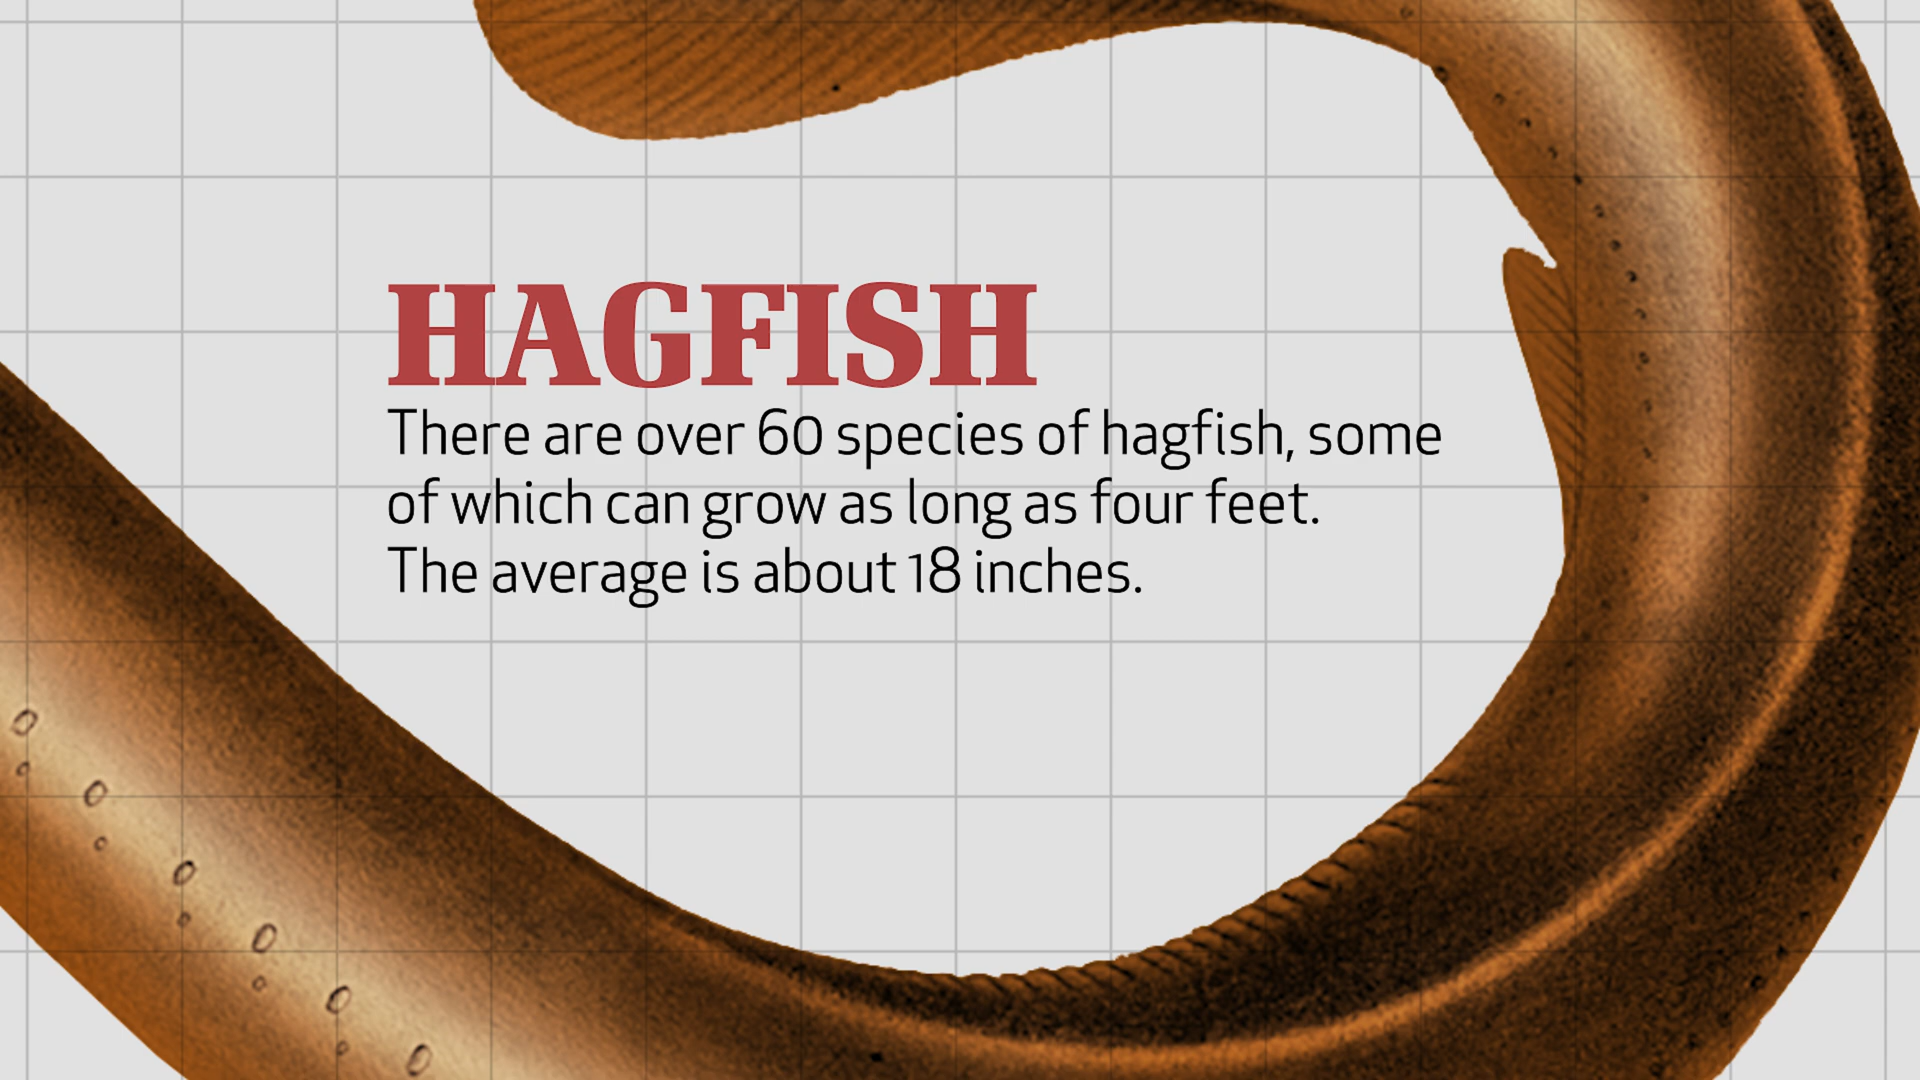 HAGFISH
There are over 60 species of hagfish, some
of which can grow as long as four feet.
The average is about 18 inches.